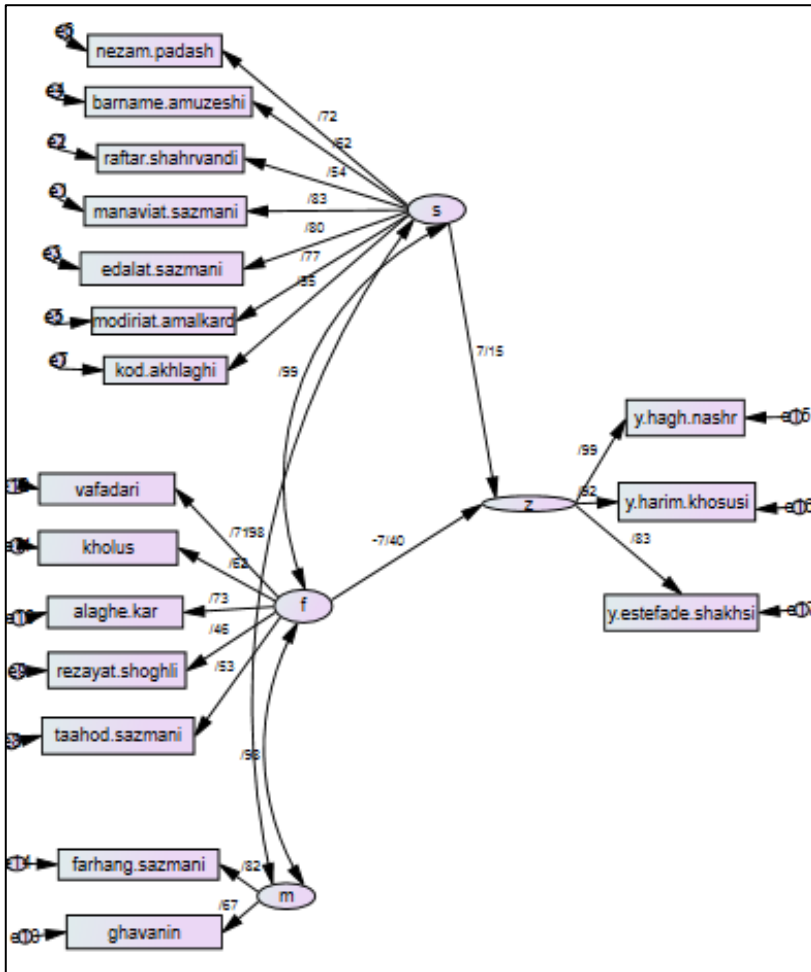 nezam.padash
barname.amuzeshi
raftar.shahrvandi
manaviat.sazmani
edalat.sazmani
modiriat.amalkard
kod.akhlaghi
/72
/62
/54
/83
/80
/77
s
/99
7/15
y.hagh.nashr
y.harim.khosusi
y.estefade.shakhsi
/99
/83
z
-7/40
vafadari
kholus
alaghe.kar
rezayat.shoghli
taahod.sazmani
/71
98
/62
/73
/46
/53
f
farhang.sazmani
ghavanin
/82
/67
m